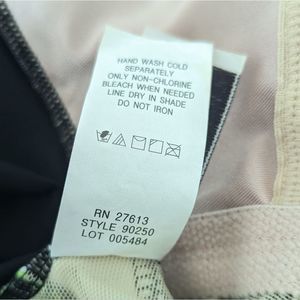 HAND WASH COLD
SEPARATELY
ONLY NON-CHLORINE
BLEACH WHEN NEEDED
LINE DRY IN SHADE
DO NOT IRON
RN 27613
STYLE 90250
LOT 005484